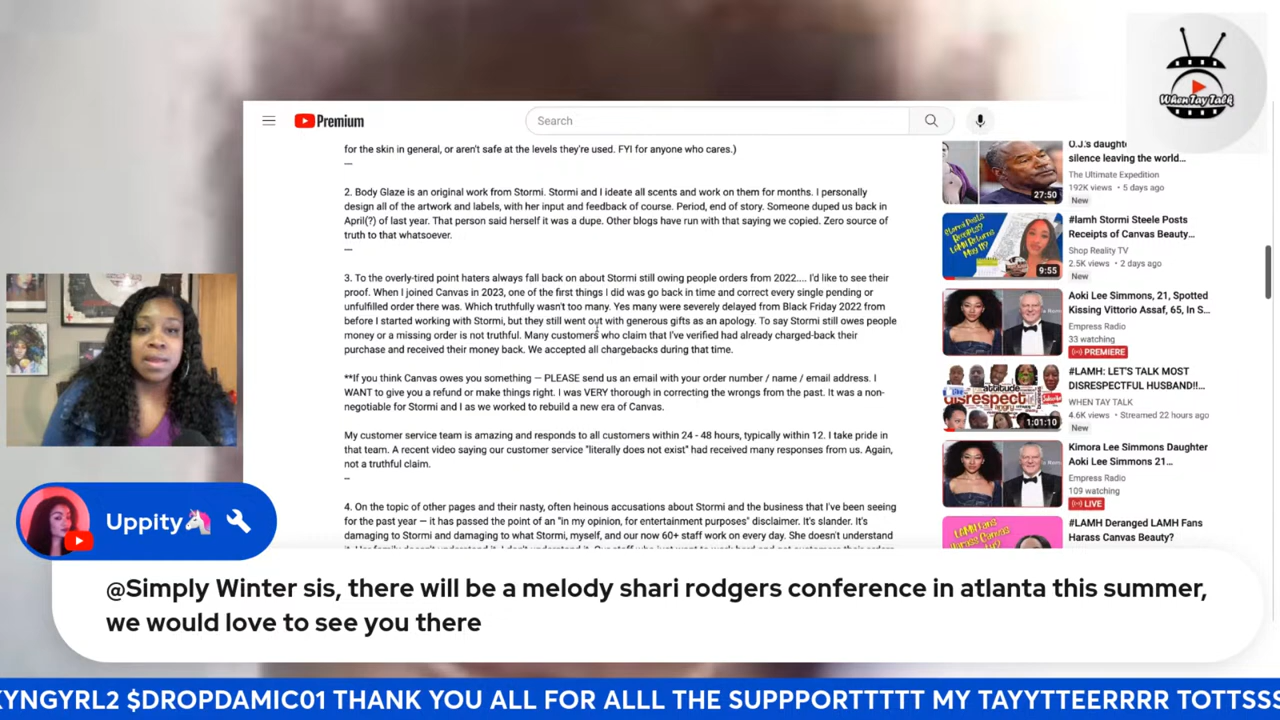 WhenTayTalk
Premium
Search
for the skin in general, or aren't safe at the levels they're used. FYI for anyone who cares.)
---
2. Body Glaze is an original work from Stormi. Stormi and I ideate all scents and work on them for months. I personally
design all of the artwork and labels, with her input and feedback of course. Period, end of story. Someone duped us back in
April(?) of last year. That person said herself it was a dupe. Other blogs have run with that saying we copied. Zero source of
truth to that whatsoever.
---
3. To the overly-tired point haters always fall back on about Stormi still owing people orders from 2022.... I'd like to see their
proof. When I joined Canvas in 2023, one of the first things I did was go back in time and correct every single pending or
unfulfilled order there was. Which truthfully wasn't too many. Yes many were severely delayed from Black Friday 2022 from
before I started working with Stormi, but they still went out with generous gifts as an apology. To say Stormi still owes people
money or a missing order is not truthful. Many customers who claim that I've verified had already charged-back their
purchase and received their money back. We accepted all chargebacks during that time.
**If you think Canvas owes you something — PLEASE send us an email with your order number / name / email address. I
WANT to give you a refund or make things right. I was VERY thorough in correcting the wrongs from the past. It was a non-
negotiable for Stormi and I as we worked to rebuild a new era of Canvas.
My customer service team is amazing and responds to all customers within 24 - 48 hours, typically within 12. I take pride in
that team. A recent video saying our customer service "literally does not exist" had received many responses from us. Again,
not a truthful claim.
--
4. On the topic of other pages and their nasty, often heinous accusations about Stormi and the business that I've been seeing
for the past year — it has passed the point of an "in my opinion, for entertainment purposes" disclaimer. It's slander. It's
damaging to Stormi and damaging to what Stormi, myself, and our now 60+ staff work on every day. She doesn't understand
O.J.'s daught
silence leaving the world...
The Ultimate Expedition
192K views • 5 days ago
New
27:50
#lamh Stormi Steele Posts
Receipts of Canvas Beauty...
Shop Reality TV
2.5K views • 2 days ago
New
9:55
Aoki Lee Simmons, 21, Spotted
Kissing Vittorio Assaf, 65, In S...
Empress Radio
33 watching
PREMIERE
#LAMH: LET'S TALK MOST
DISRESPECTFUL HUSBAND!!...
WHEN TAY TALK
4.6K views • Streamed 22 hours ago
New
1:01:10
Kimora Lee Simmons Daughter
Aoki Lee Simmons 21...
Empress Radio
109 watching
LIVE
#LAMH Deranged LAMH Fans
Harass Canvas Beauty?
Uppity
@Simply Winter sis, there will be a melody shari rodgers conference in atlanta this summer,
we would love to see you there
KYNGYRL2 $DROPDAMIC01 THANK YOU ALL FOR ALLL THE SUPPPORTTTTT MY TAYYTTEERRRR TOTTSSS